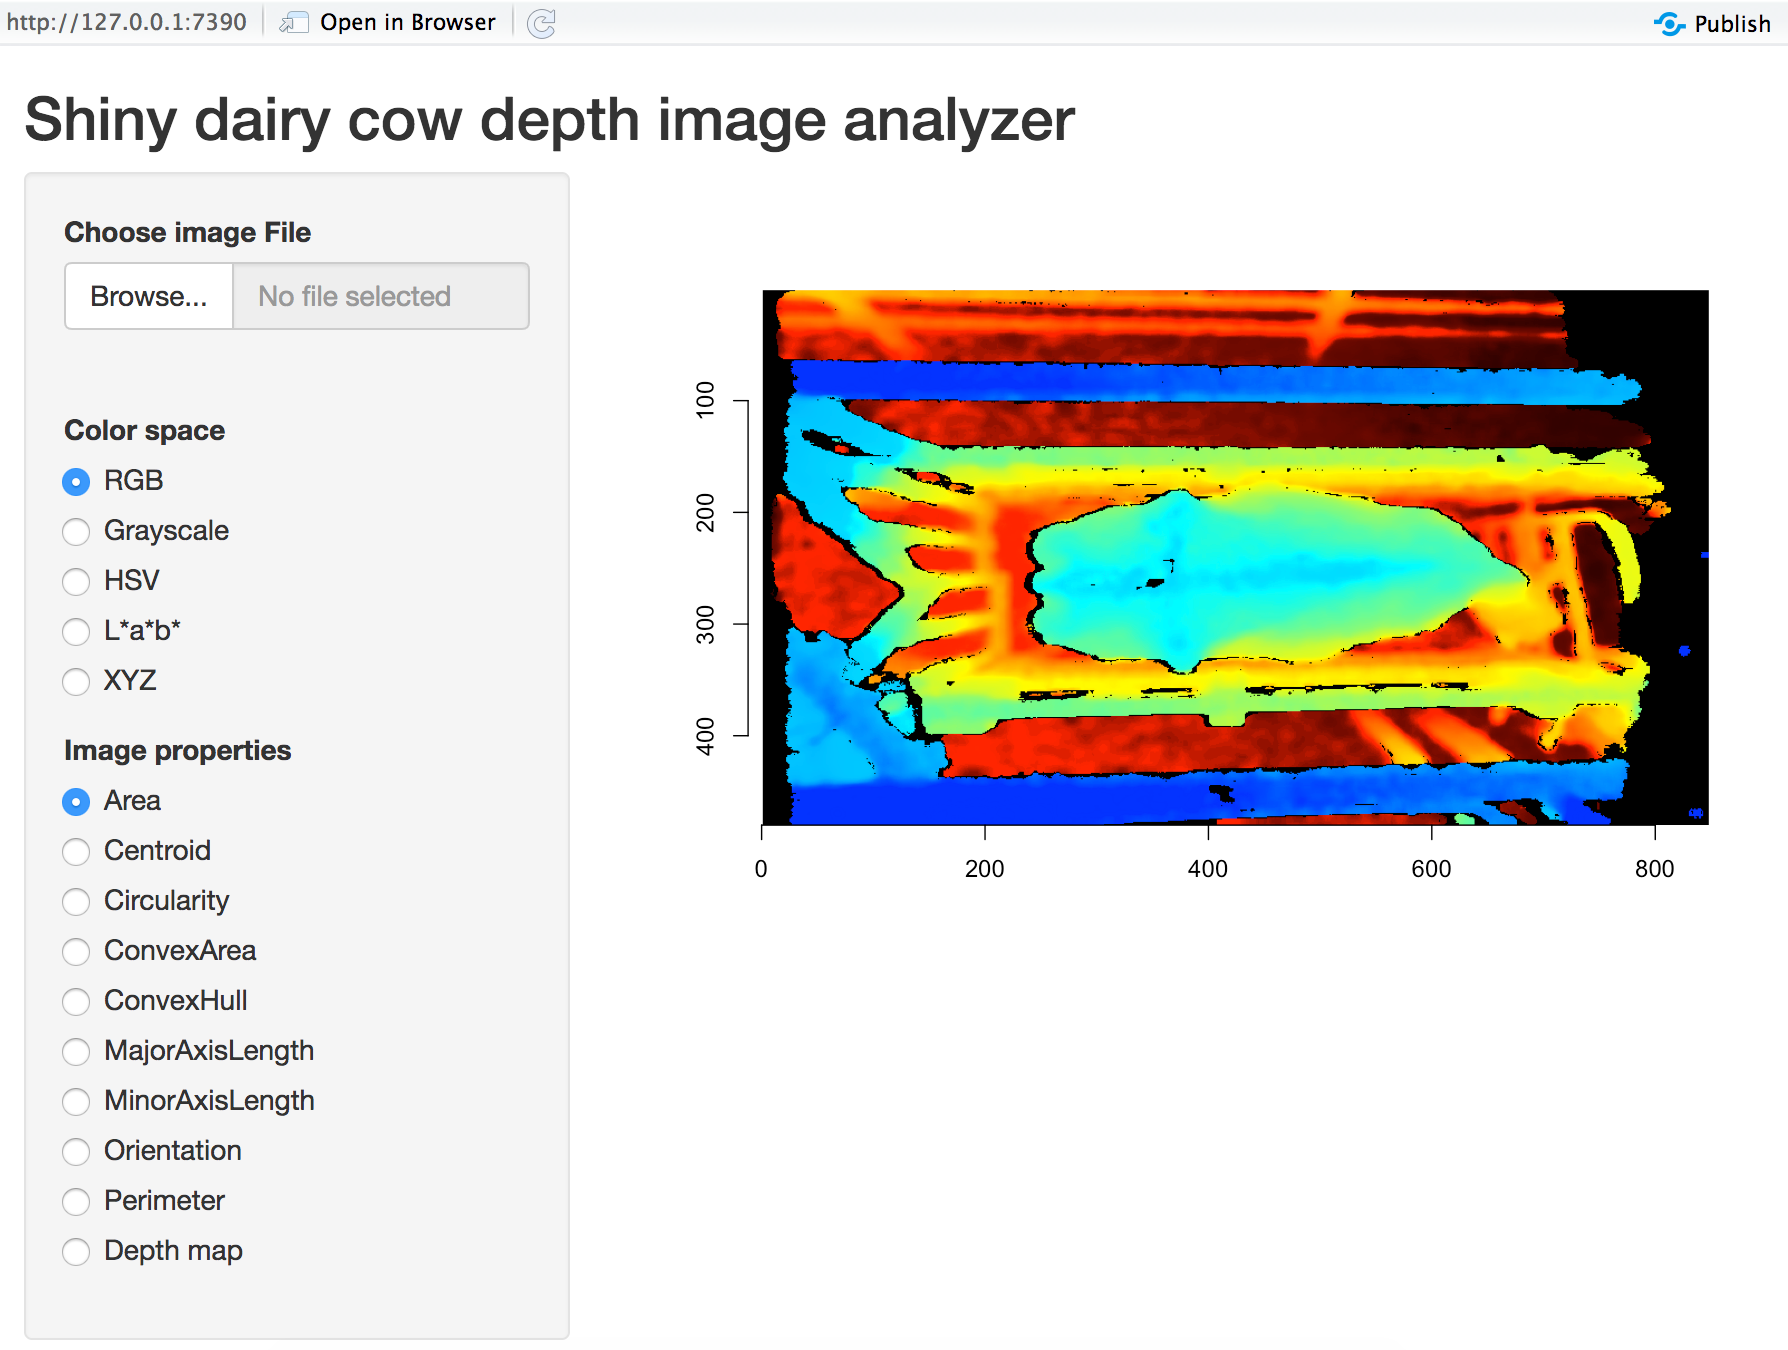 http://127.0.0.1:7390 Open in Browser Publish
Shiny dairy cow depth image analyzer
Choose image File
Browse... No file selected
Color space
RGB
Grayscale
HSV
L*a*b*
XYZ
Image properties
Area
Centroid
Circularity
ConvexArea
ConvexHull
MajorAxisLength
MinorAxisLength
Orientation
Perimeter
Depth map
100
200
300
400
0 200 400 600 800